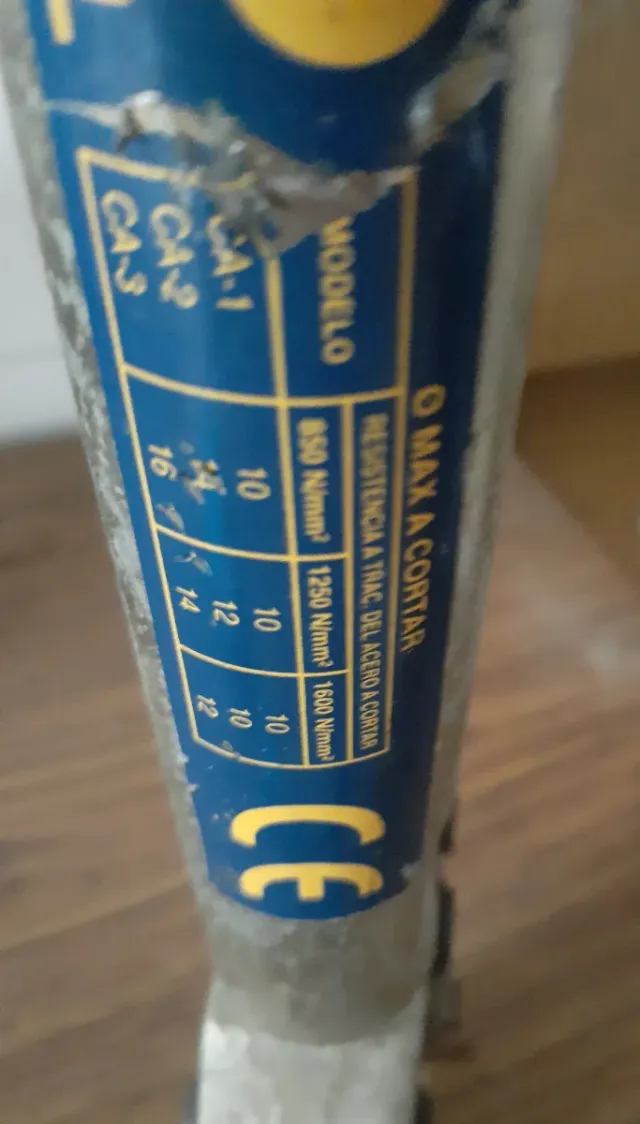 O MAX A CORTAR
MODELO
RESISTENCIA A TRAC. DEL ACERO A CORTAR
850 N/mm² 1250 N/mm² 1600 N/mm²
CA-1 10 10 10
CA-2 14 12 10
CA-3 16 14 12
CE